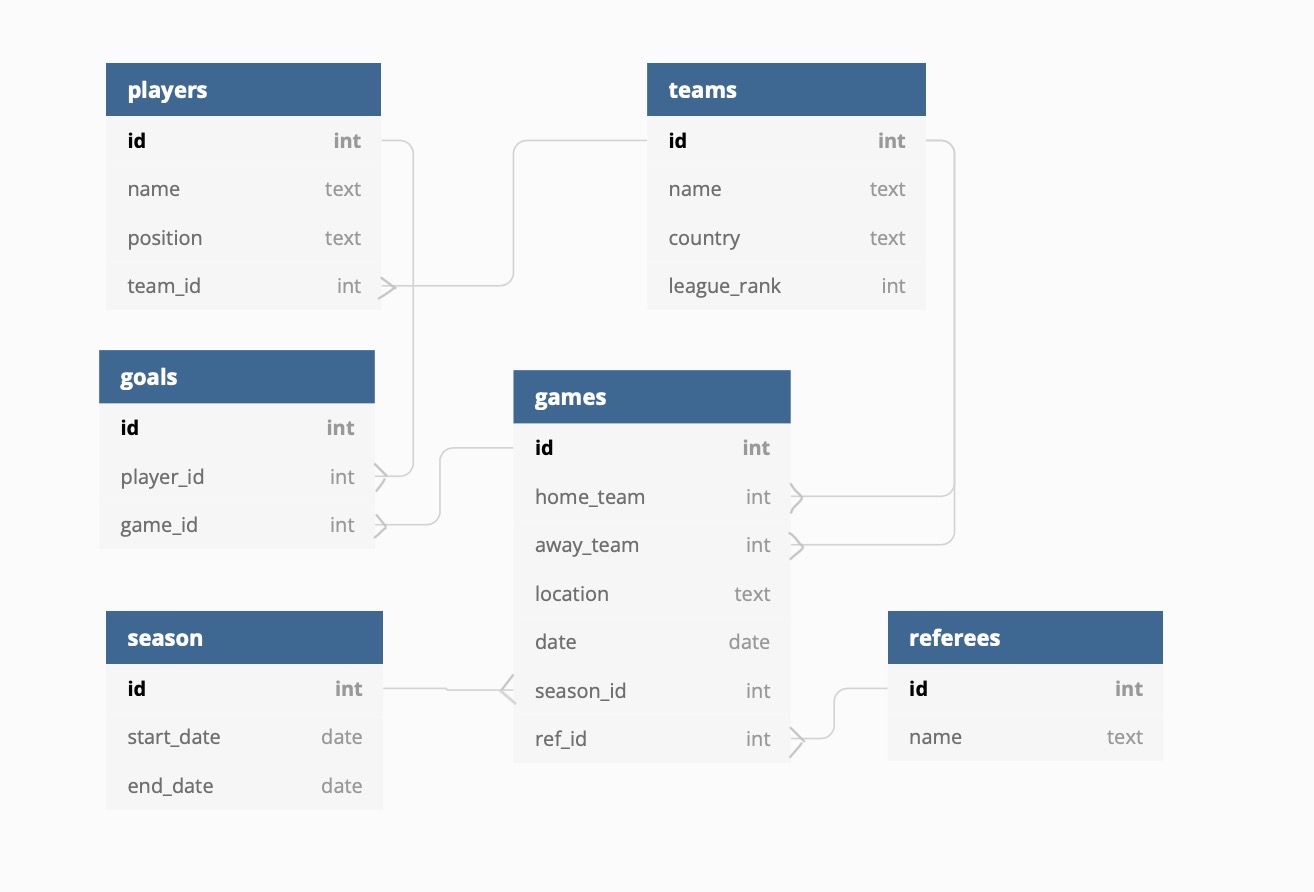 players
id int
name text
position text
team_id int
teams
id int
name text
country text
league_rank int
goals
id int
player_id int
game_id int
games
id int
home_team int
away_team int
location text
date date
season_id int
ref_id int
season
id int
start_date date
end_date date
referees
id int
name text